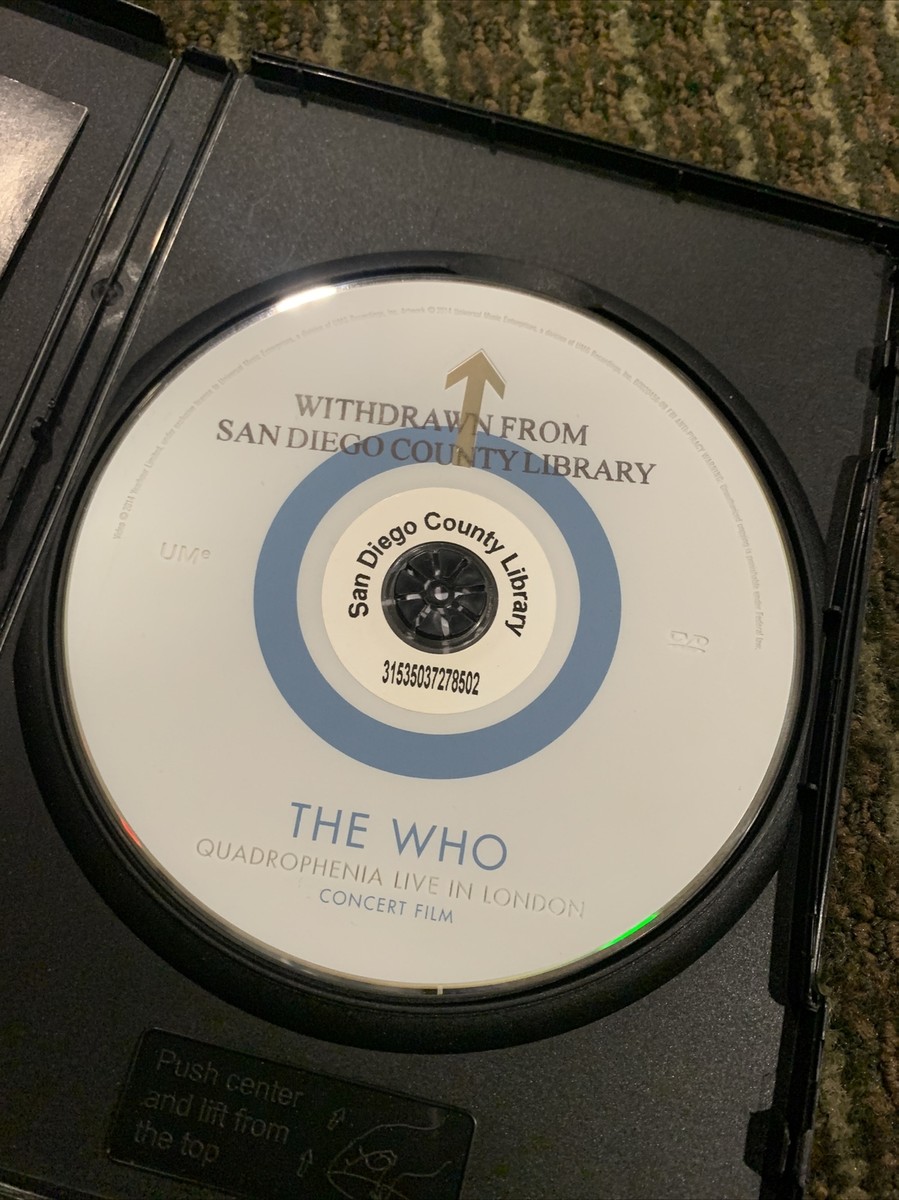 WITHDRAWN FROM
SAN DIEGO COUNTY LIBRARY
UMe
San Diego County Library
31535037278502
THE WHO
QUADROPHENIA LIVE IN LONDON
CONCERT FILM
Push center
and lift from
the top